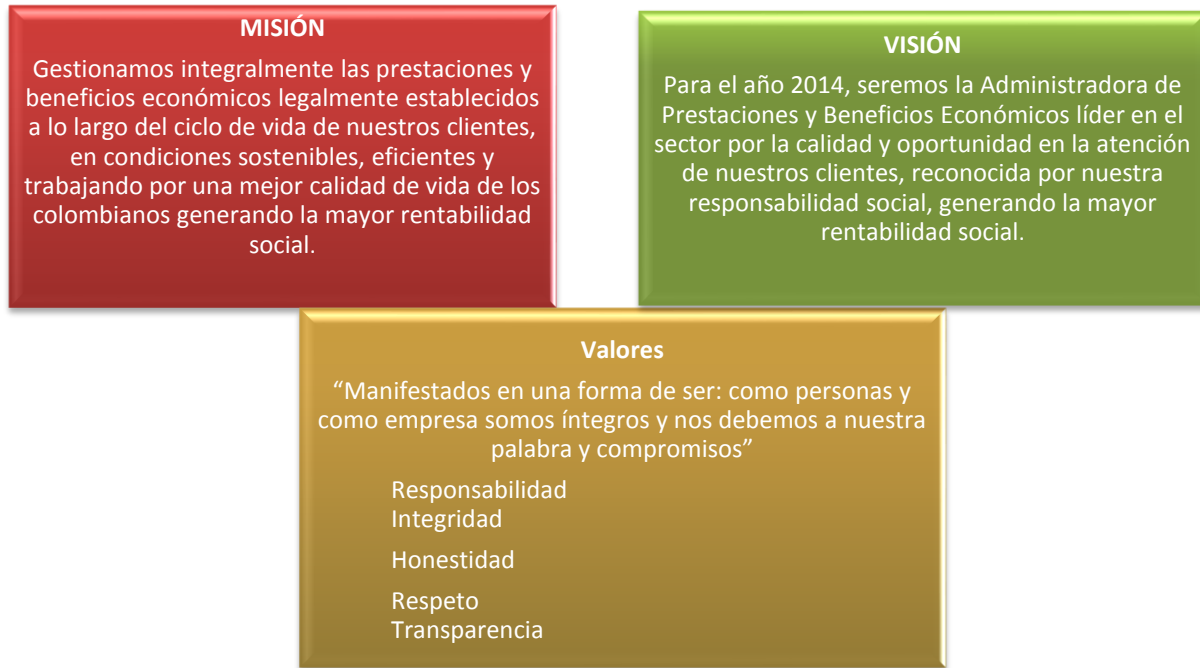 MISIÓN
Gestionamos integralmente las prestaciones y
beneficios económicos legalmente establecidos
a lo largo del ciclo de vida de nuestros clientes,
en condiciones sostenibles, eficientes y
trabajando por una mejor calidad de vida de los
colombianos generando la mayor rentabilidad
social.
VISIÓN
Para el año 2014, seremos la Administradora de
Prestaciones y Beneficios Económicos líder en el
sector por la calidad y oportunidad en la atención
de nuestros clientes, reconocida por nuestra
responsabilidad social, generando la mayor
rentabilidad social.
Valores
“Manifestados en una forma de ser: como personas y
como empresa somos íntegros y nos debemos a nuestra
palabra y compromisos”
Responsabilidad
Integridad
Honestidad
Respeto
Transparencia